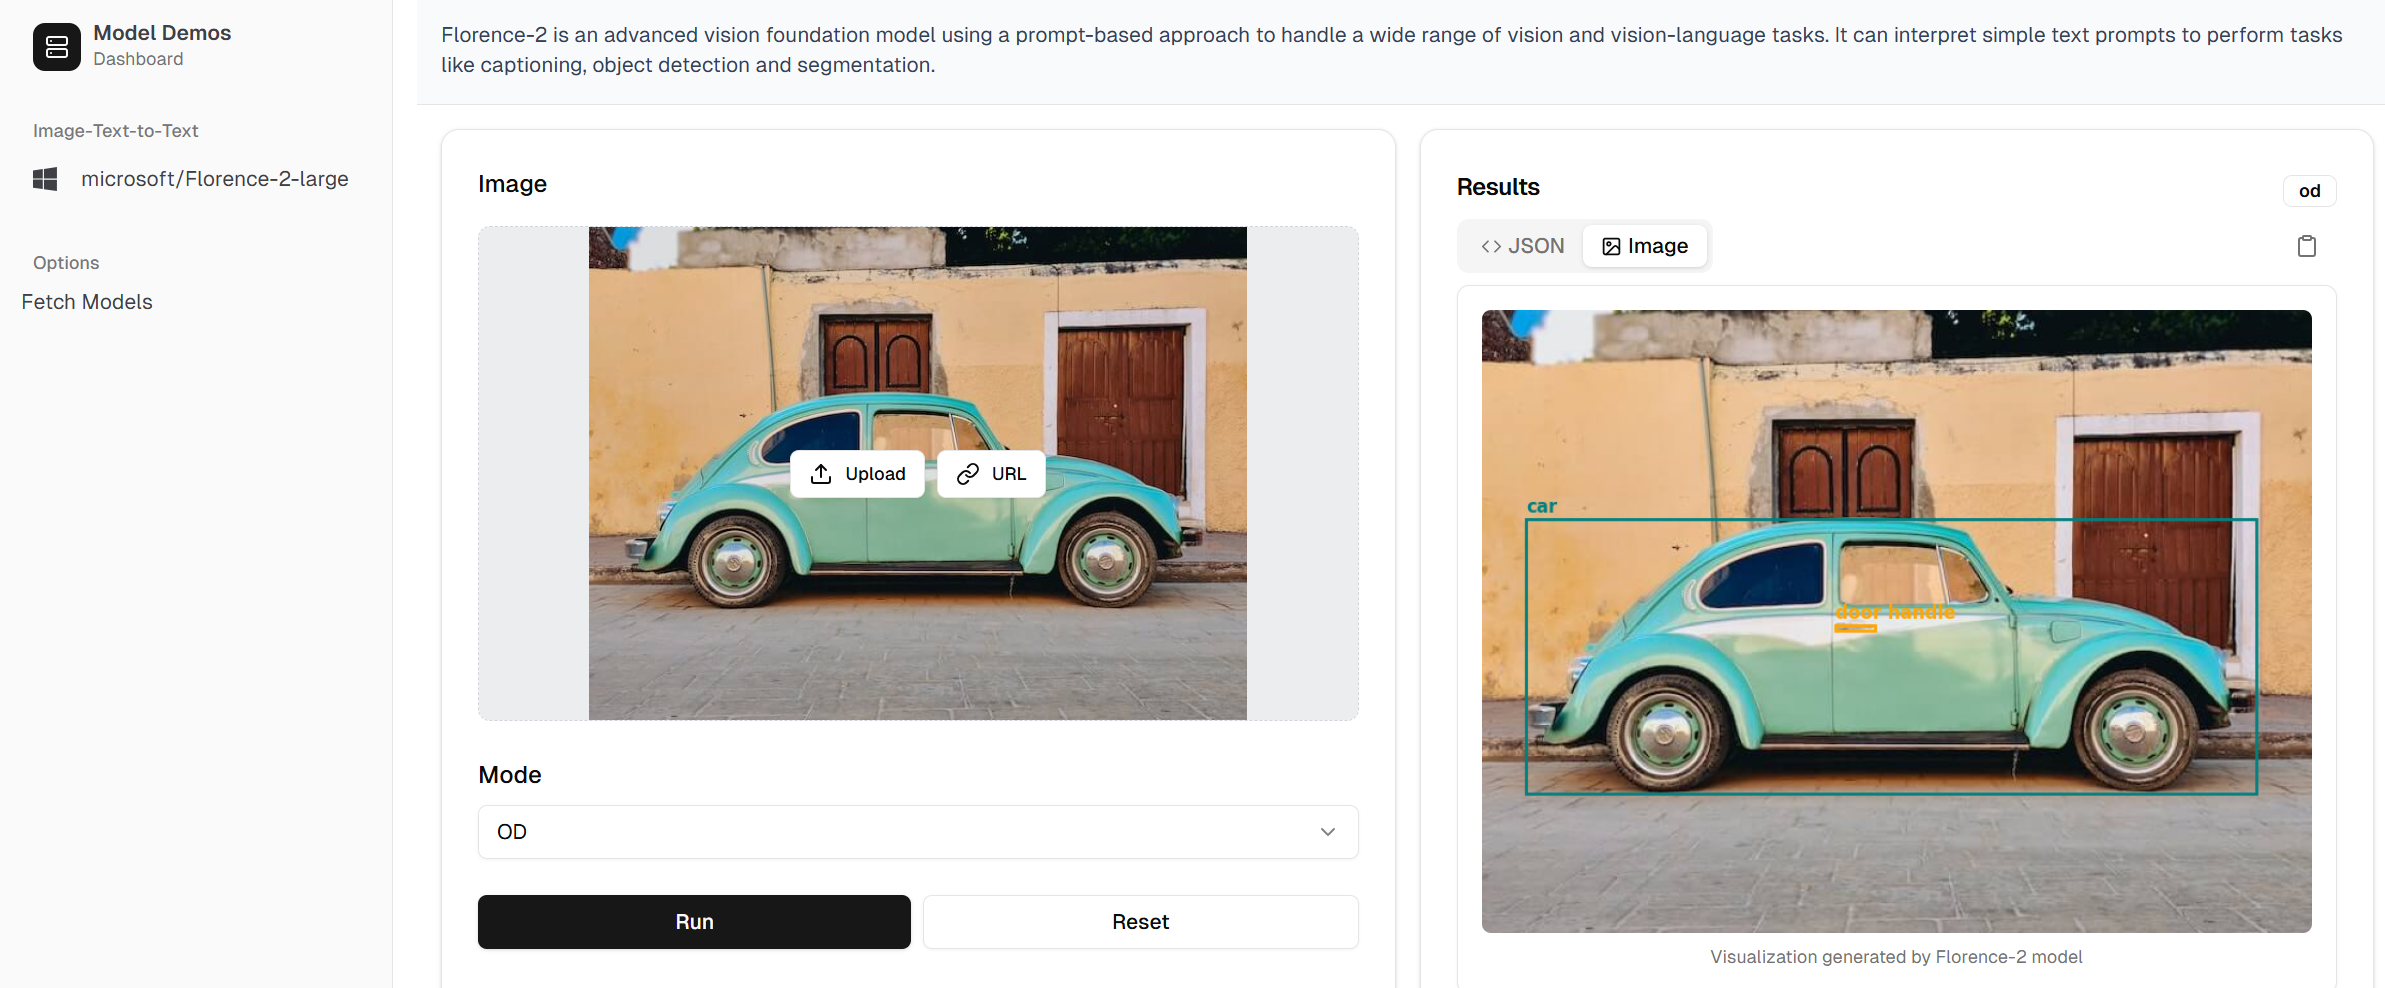 Model Demos
Dashboard
Image-Text-to-Text
microsoft/Florence-2-large
Options
Fetch Models
Florence-2 is an advanced vision foundation model using a prompt-based approach to handle a wide range of vision and vision-language tasks. It can interpret simple text prompts to perform tasks
like captioning, object detection and segmentation.
Image
Upload
URL
Mode
OD
Run
Reset
Results
od
JSON
Image
car
door handle
Visualization generated by Florence-2 model